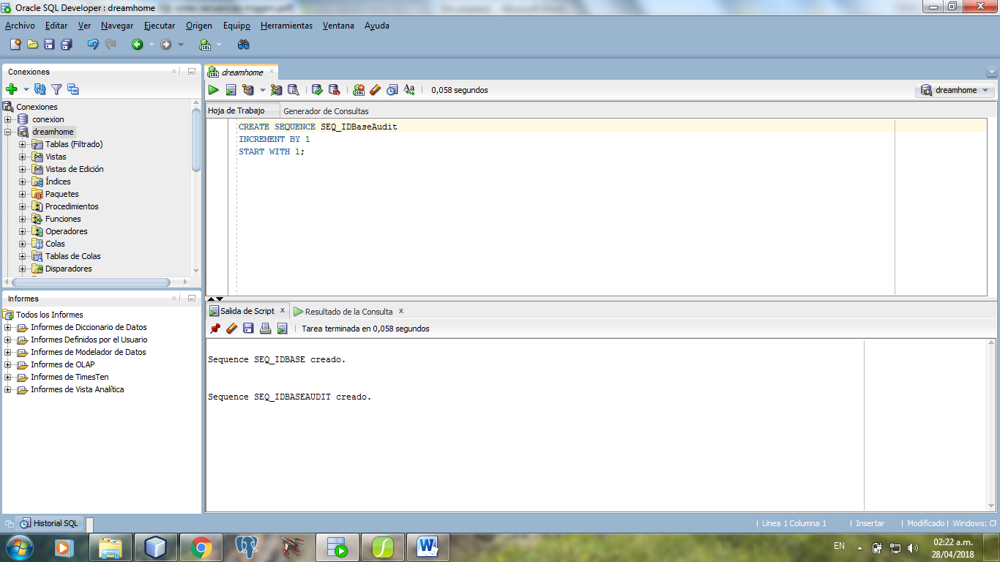 Oracle SQL Developer : dreamhome
Archivo Editar Ver Navegar Ejecutar Origen Equipo Herramientas Ventana Ayuda
Conexiones
Conexiones
conexion
dreamhome
Tablas (Filtrado)
Vistas
Vistas de Edición
Índices
Paquetes
Procedimientos
Funciones
Operadores
Colas
Tablas de Colas
Disparadores
Informes
Todos los Informes
Informes de Diccionario de Datos
Informes Definidos por el Usuario
Informes de Modelador de Datos
Informes de OLAP
Informes de TimesTen
Informes de Vista Analítica
dreamhome
0,058 segundos
dreamhome
Hoja de Trabajo Generador de Consultas
CREATE SEQUENCE SEQ_IDBaseAudit
INCREMENT BY 1
START WITH 1;
Salida de Script x Resultado de la Consulta x
Tarea terminada en 0,058 segundos
Sequence SEQ_IDBASE creado.
Sequence SEQ_IDBASEAUDIT creado.
Historial SQL
Línea 1 Columna 1 | Insertar | Modificado | Windows: CF
EN
02:22 a.m.
28/04/2018